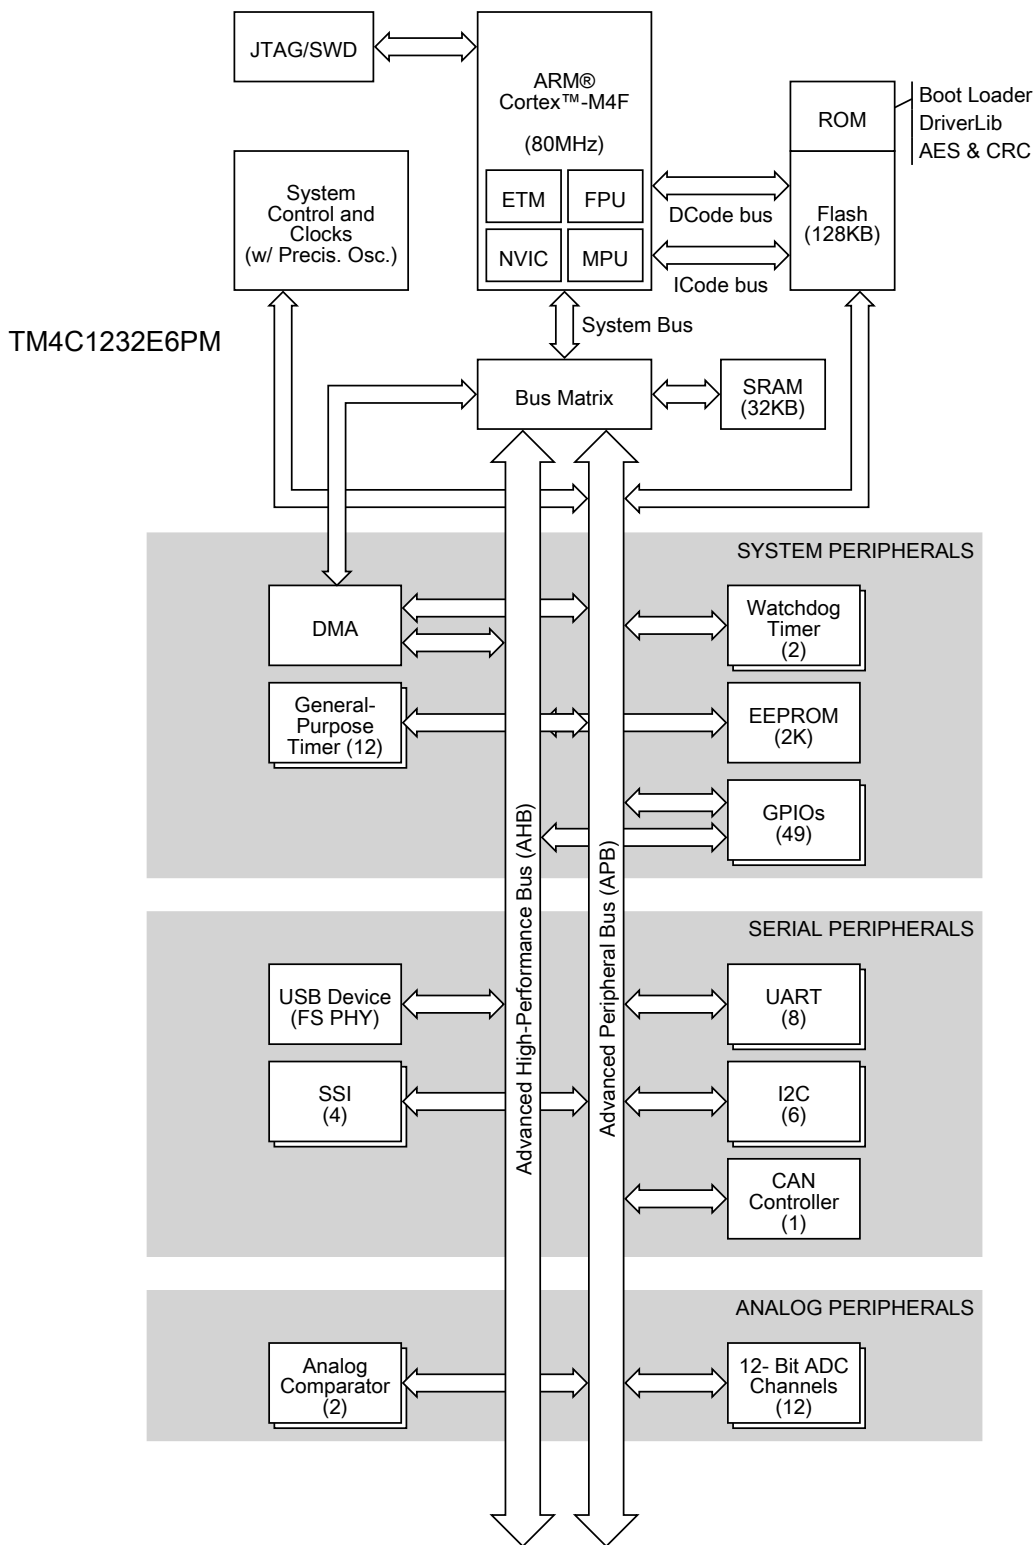 JTAG/SWD
ARM®
Cortex™-M4F
(80MHz)
ETM
FPU
NVIC
MPU
ROM
Boot Loader
DriverLib
AES & CRC
Flash
(128KB)
DCode bus
ICode bus
System
Control and
Clocks
(w/ Precis. Osc.)
TM4C1232E6PM
System Bus
Bus Matrix
SRAM
(32KB)
SYSTEM PERIPHERALS
DMA
Watchdog
Timer
(2)
General-
Purpose
Timer (12)
EEPROM
(2K)
GPIOs
(49)
Advanced High-Performance Bus (AHB)
Advanced Peripheral Bus (APB)
SERIAL PERIPHERALS
USB Device
(FS PHY)
UART
(8)
SSI
(4)
I2C
(6)
CAN
Controller
(1)
ANALOG PERIPHERALS
Analog
Comparator
(2)
12- Bit ADC
Channels
(12)